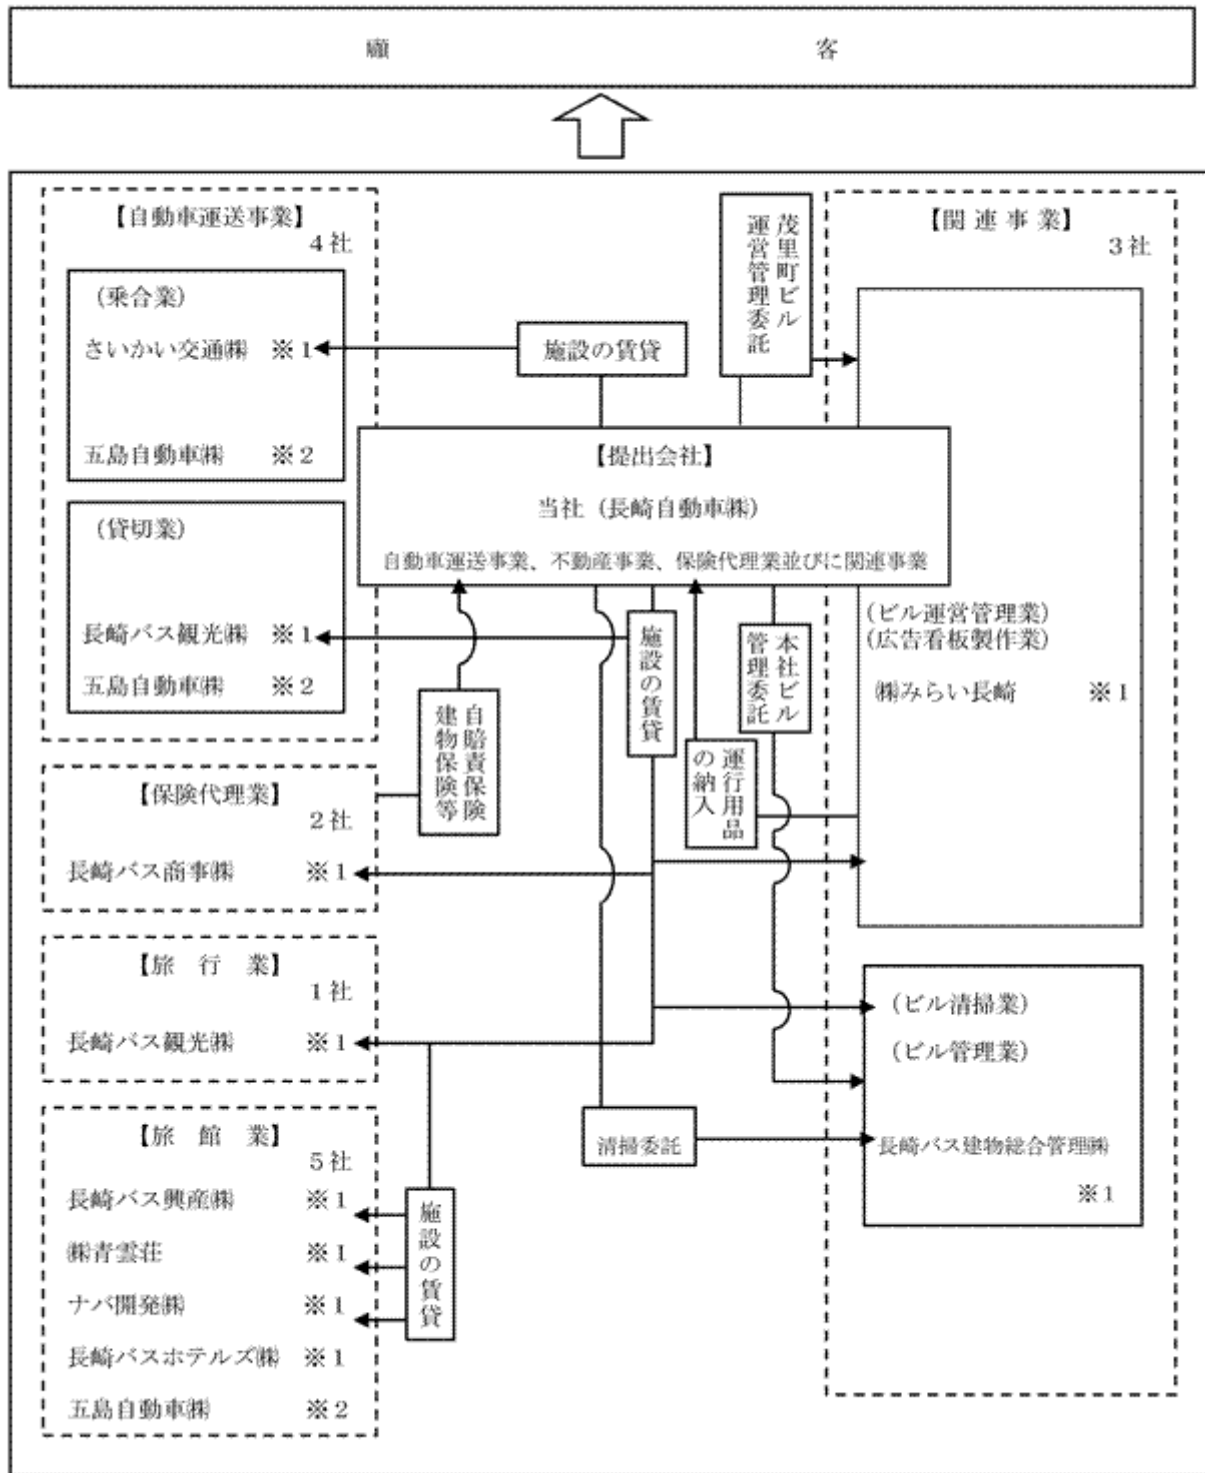 顧 客
【自動車運送事業】
4社
(乗合業)
さいかい交通㈱ ※1
五島自動車㈱ ※2
(貸切業)
長崎バス観光㈱ ※1
五島自動車㈱ ※2
【保険代理業】
2社
長崎バス商事㈱ ※1
【旅 行 業】
1社
長崎バス観光㈱ ※1
【旅 館 業】
5社
長崎バス興産㈱ ※1
㈱青雲荘 ※1
ナバ開発㈱ ※1
長崎バスホテルズ㈱ ※1
五島自動車㈱ ※2
施設の賃貸
茂里町ビル
運営管理委託
【提出会社】
当社(長崎自動車㈱)
自動車運送事業、不動産事業、保険代理業並びに関連事業
自賠責保険
建物保険等
施設の賃貸
運行用品
の納入
本社ビル
管理委託
清掃委託
施設の賃貸
【関連事業】
3社
(ビル運営管理業)
(広告看板製作業)
㈱みらい長崎 ※1
(ビル清掃業)
(ビル管理業)
長崎バス建物総合管理㈱
※1